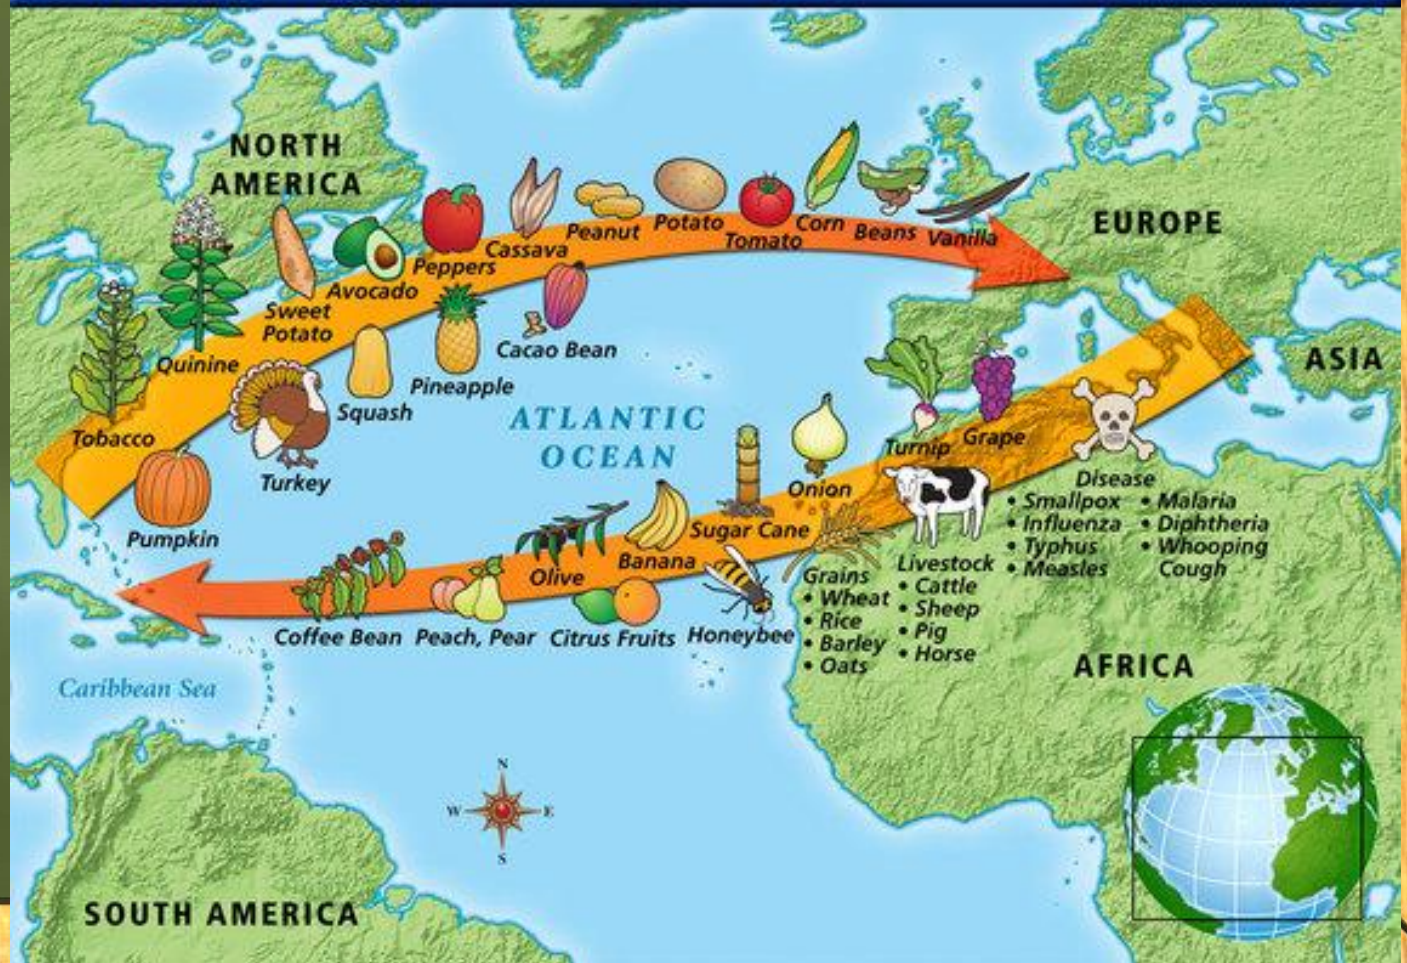 NORTH
AMERICA
EUROPE
ASIA
Quinine
Sweet
Potato
Avocado
Peppers
Cassava
Peanut
Potato
Tomato
Corn
Beans
Vanilla
Tobacco
Pumpkin
Turkey
Squash
Pineapple
Cacao Bean
ATLANTIC
OCEAN
Coffee Bean
Peach, Pear
Olive
Citrus Fruits
Banana
Honeybee
Sugar Cane
Onion
Grains
• Wheat
• Rice
• Barley
• Oats
Turnip
Grape
Livestock
• Cattle
• Sheep
• Pig
• Horse
Disease
• Smallpox
• Influenza
• Typhus
• Measles
• Malaria
• Diphtheria
• Whooping
Cough
AFRICA
Caribbean Sea
N
W
E
S
SOUTH AMERICA